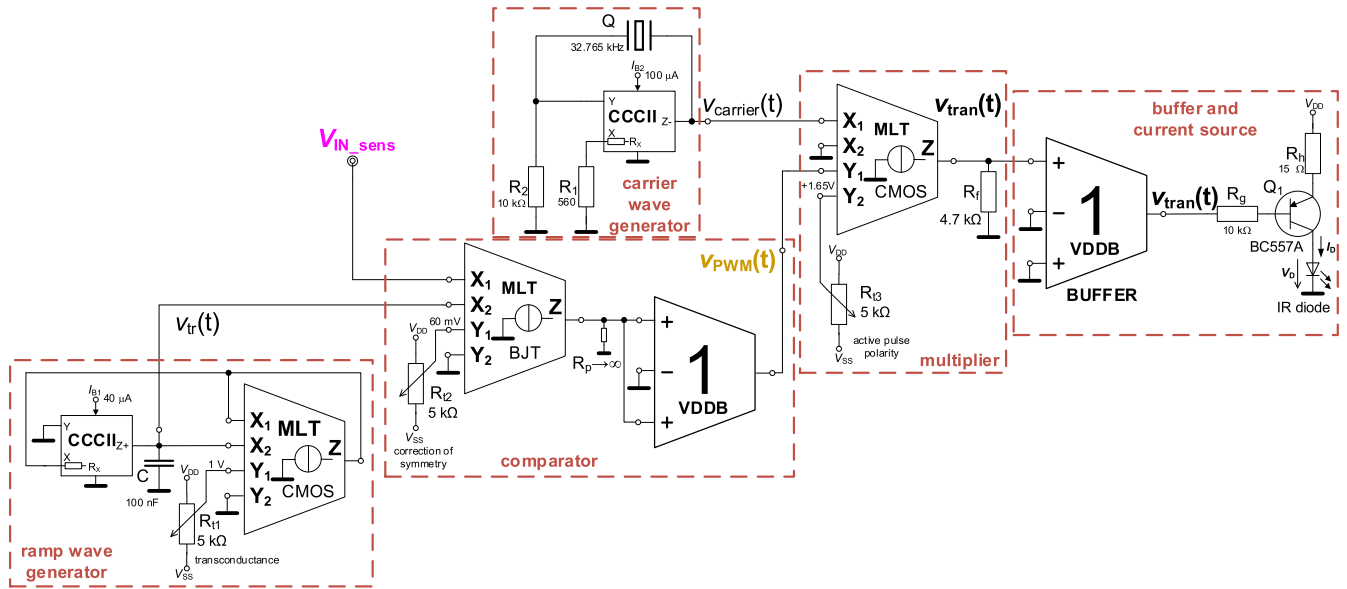 Q
32.765 kHz
I_B2
100 µA
Y
CCCII
Z-
X
R_X
R_2
10 kΩ
R_1
560
carrier
wave
generator
v_carrier(t)
V_IN_sens
X_1
X_2
Y_1
Y_2
MLT
Z
CMOS
+1.65V
V_DD
R_t3
5 kΩ
V_SS
active pulse
polarity
multiplier
v_tran(t)
R_f
4.7 kΩ
buffer and
current source
+
−
+
1
VDDB
BUFFER
v_tran(t)
R_g
10 kΩ
V_DD
R_h
15 Ω
Q_1
BC557A
I_D
V_D
IR diode
v_PWM(t)
v_tr(t)
X_1
X_2
Y_1
Y_2
MLT
Z
BJT
60 mV
V_DD
R_t2
5 kΩ
V_SS
correction of
symmetry
R_p→∞
+
−
+
1
VDDB
comparator
I_B1
40 µA
Y
CCCII
Z+
X
R_X
C
100 nF
X_1
X_2
Y_1
Y_2
MLT
Z
CMOS
1 V
V_DD
R_t1
5 kΩ
V_SS
transconductance
ramp wave
generator